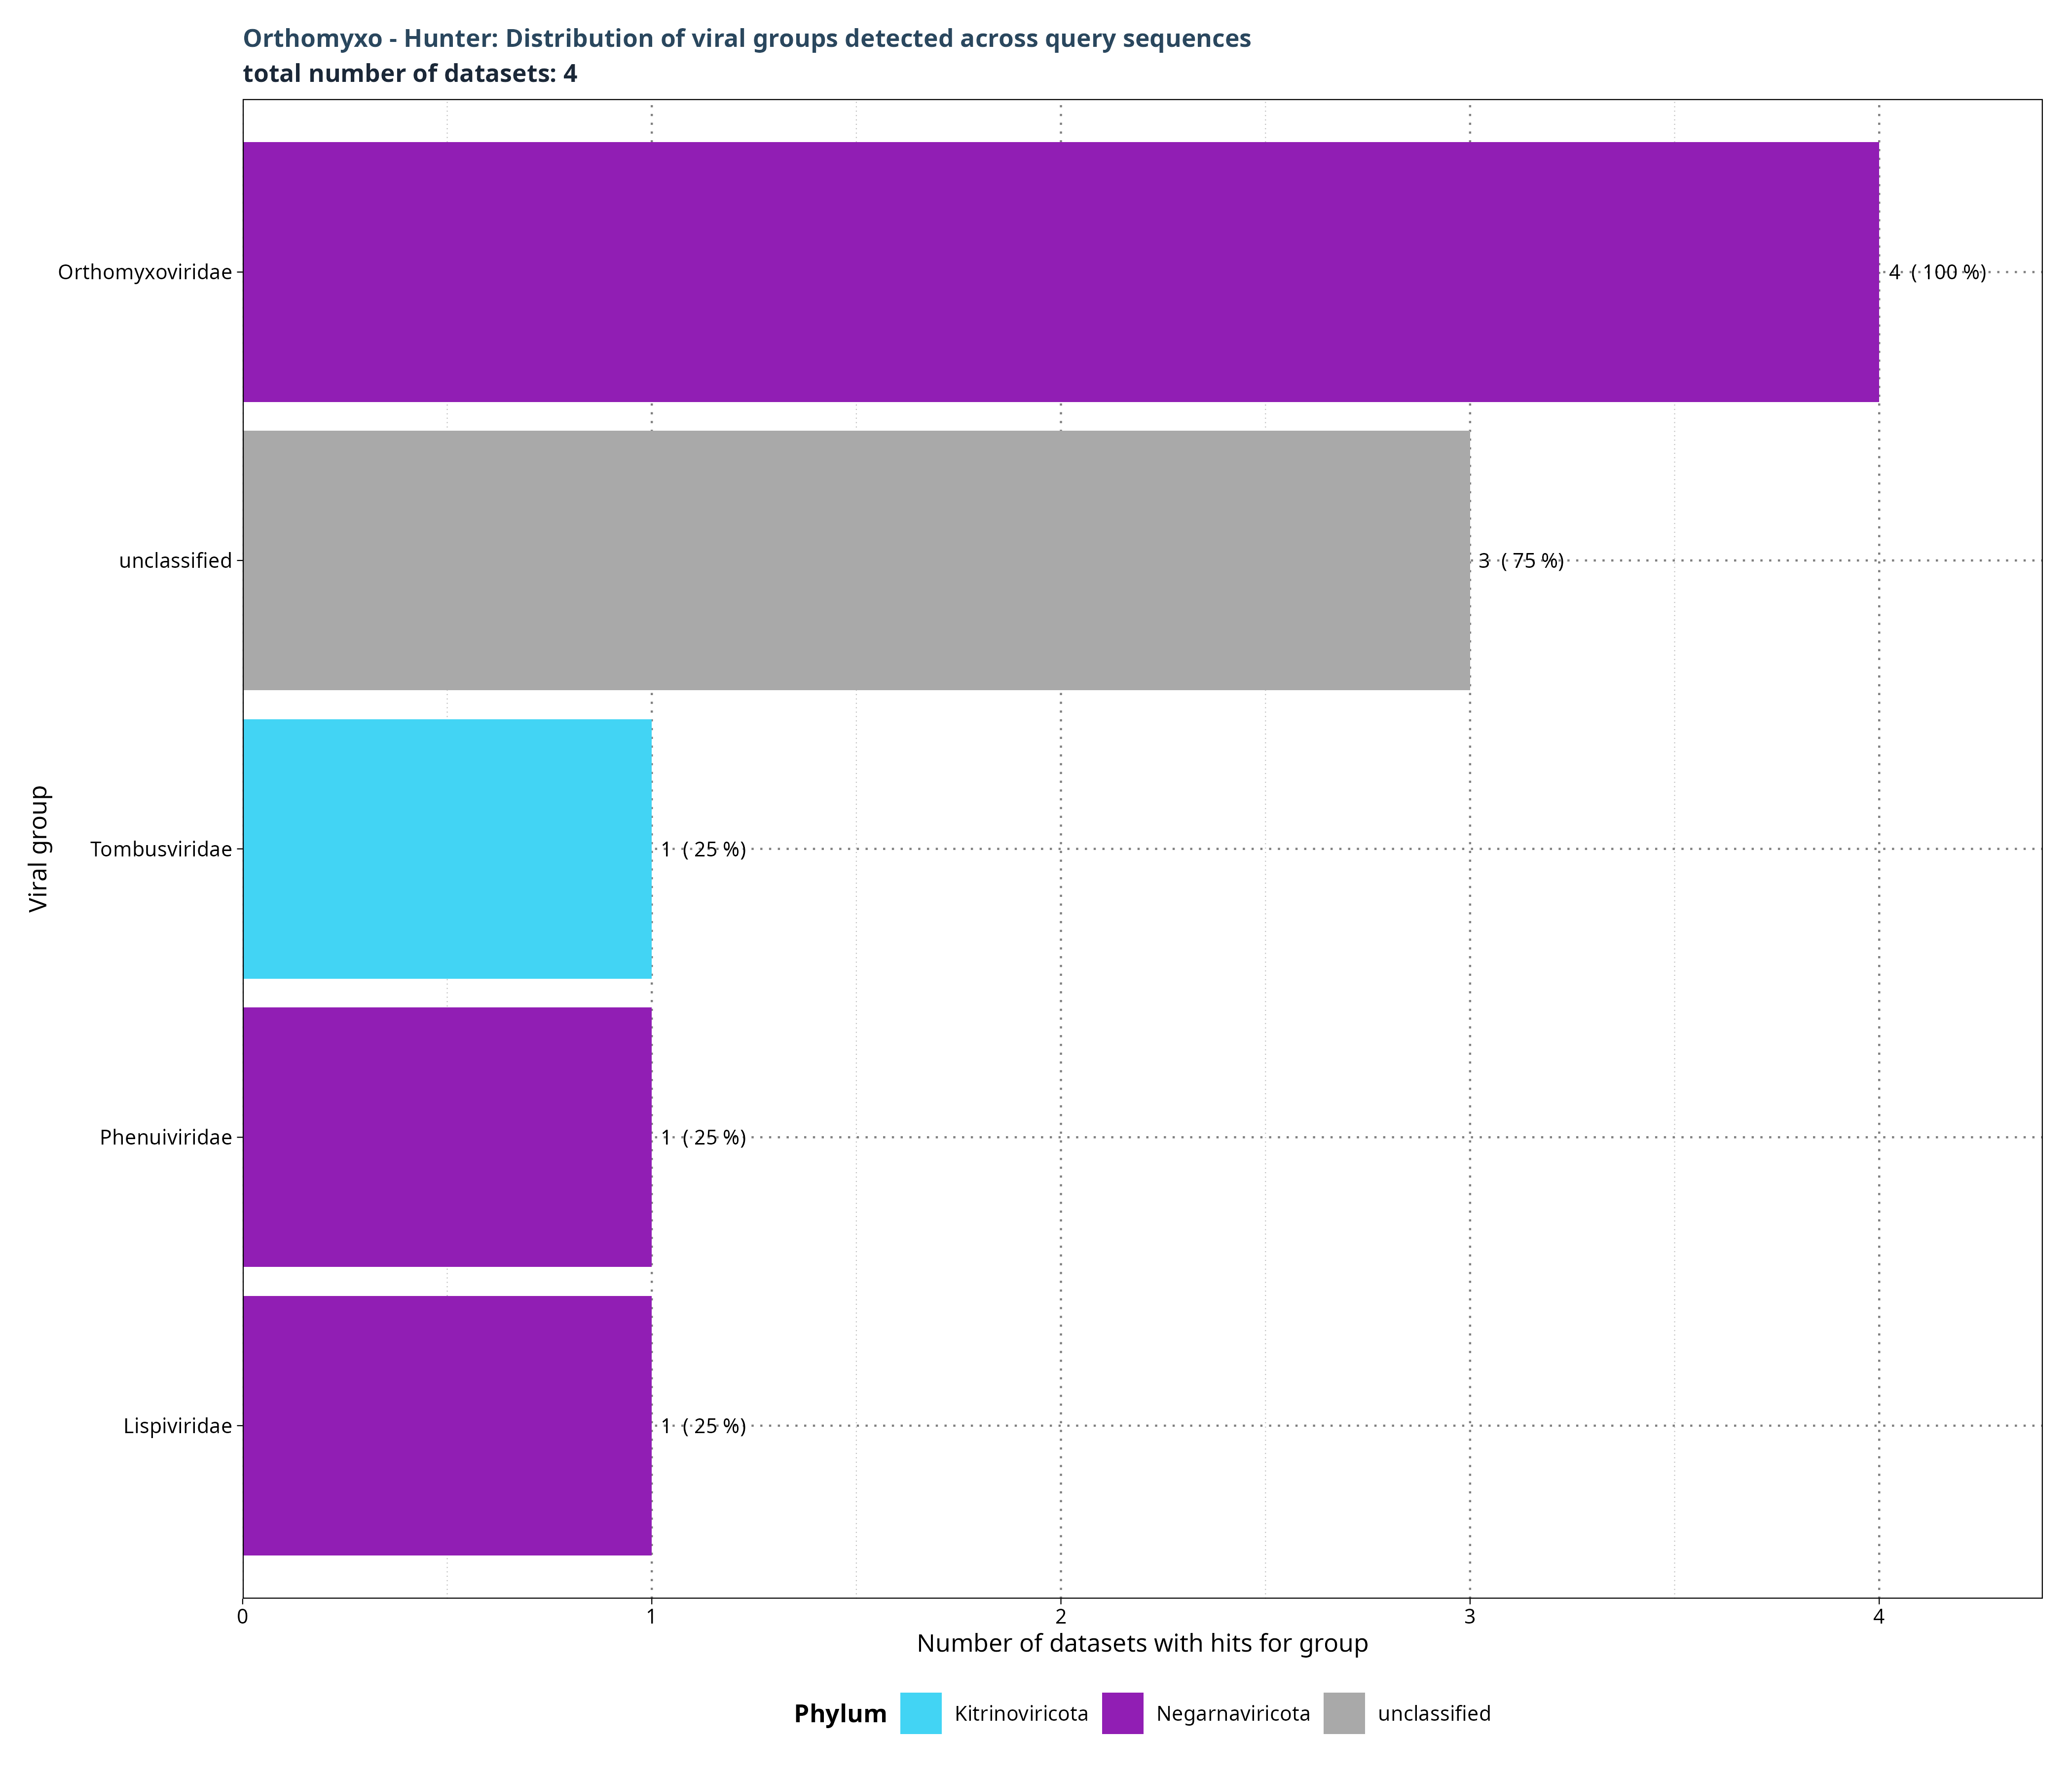 Orthomyxo - Hunter: Distribution of viral groups detected across query sequences
total number of datasets: 4
Viral group
Orthomyxoviridae
4 ( 100 %)
unclassified
3 ( 75 %)
Tombusviridae
1 ( 25 %)
Phenuiviridae
1 ( 25 %)
Lispiviridae
1 ( 25 %)
0 1 2 3 4
Number of datasets with hits for group
Phylum Kitrinoviricota Negarnaviricota unclassified